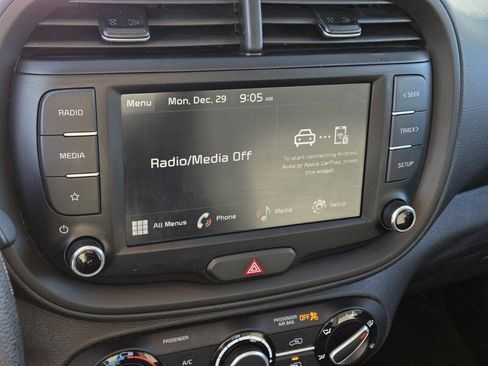 Menu Mon, Dec. 29 9:05 AM
RADIO
MEDIA
Radio/Media Off
To start connecting Android
Auto or Apple CarPlay, press
this widget.
All Menus Phone Media Setup
< SEEK
TRACK >
SETUP
PASSENGER
AIR BAG OFF
PASSENGER
A/C